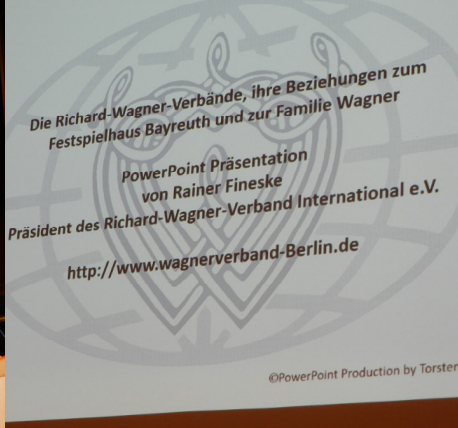 Die Richard-Wagner-Verbände, ihre Beziehungen zum
Festspielhaus Bayreuth und zur Familie Wagner
PowerPoint Präsentation
von Rainer Fineske
Präsident des Richard-Wagner-Verband International e.V.
http://www.wagnerverband-Berlin.de
©PowerPoint Production by Torsten